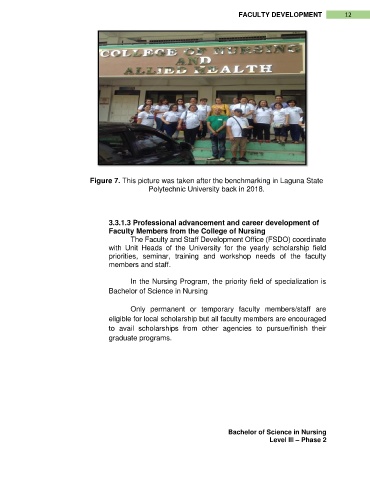 FACULTY DEVELOPMENT 12
COLLEGE OF NURSING
AND
ALLIED HEALTH
Figure 7. This picture was taken after the benchmarking in Laguna State
Polytechnic University back in 2018.
3.3.1.3 Professional advancement and career development of
Faculty Members from the College of Nursing
The Faculty and Staff Development Office (FSDO) coordinate
with Unit Heads of the University for the yearly scholarship field
priorities, seminar, training and workshop needs of the faculty
members and staff.
In the Nursing Program, the priority field of specialization is
Bachelor of Science in Nursing
Only permanent or temporary faculty members/staff are
eligible for local scholarship but all faculty members are encouraged
to avail scholarships from other agencies to pursue/finish their
graduate programs.
Bachelor of Science in Nursing
Level III – Phase 2